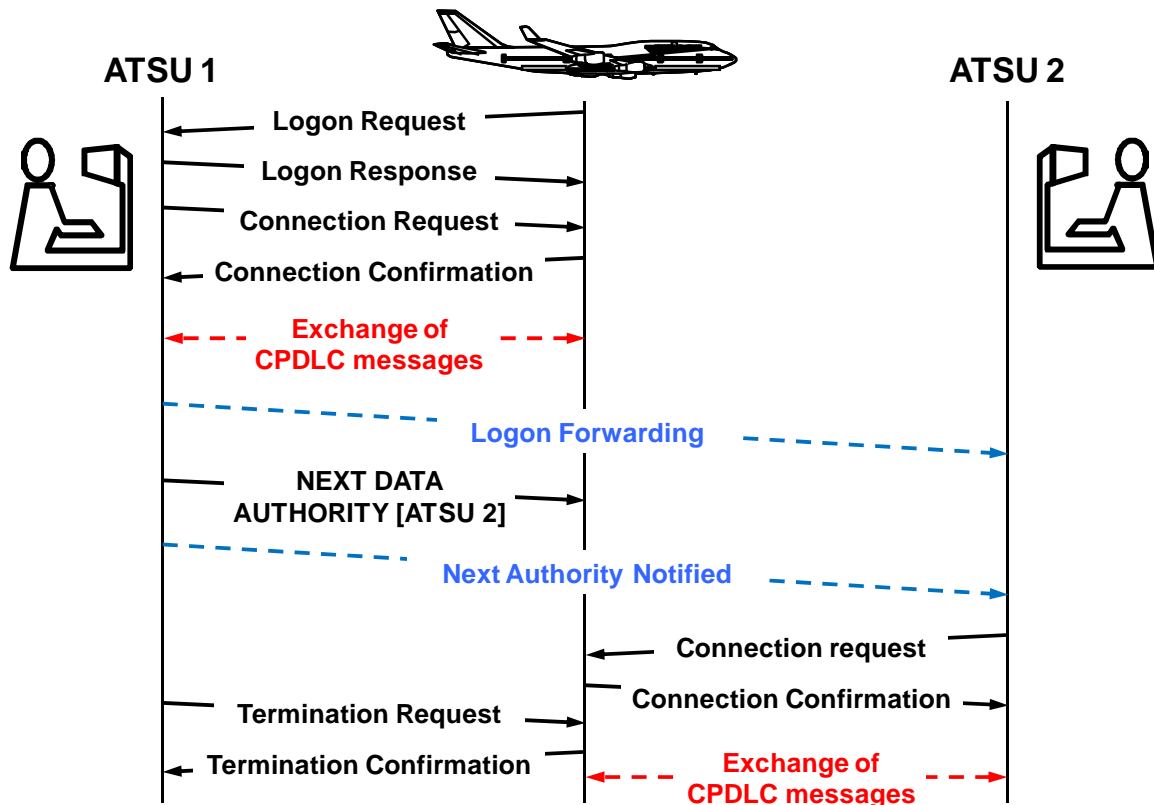 ATSU 1
ATSU 2
Logon Request
Logon Response
Connection Request
Connection Confirmation
Exchange of
CPDLC messages
Logon Forwarding
NEXT DATA
AUTHORITY [ATSU 2]
Next Authority Notified
Connection request
Connection Confirmation
Termination Request
Termination Confirmation
Exchange of
CPDLC messages